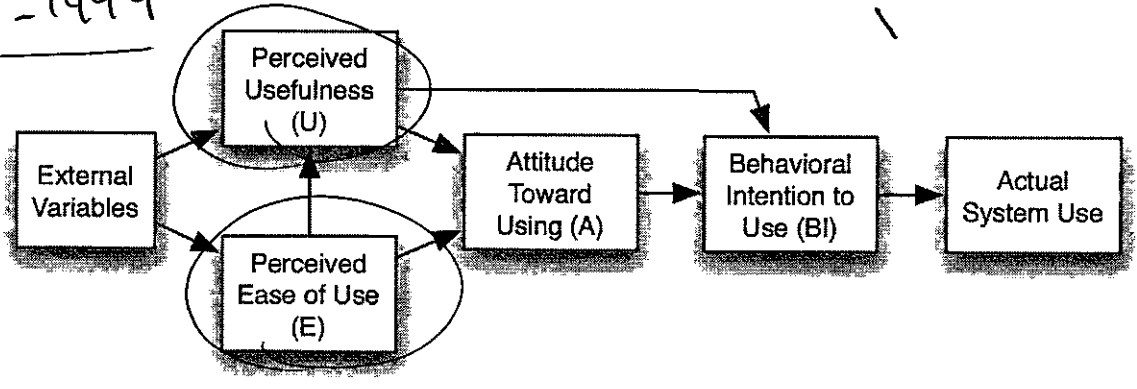 -1999
Perceived
Usefulness
(U)
External
Variables
Perceived
Ease of Use
(E)
Attitude
Toward
Using (A)
Behavioral
Intention to
Use (BI)
Actual
System Use